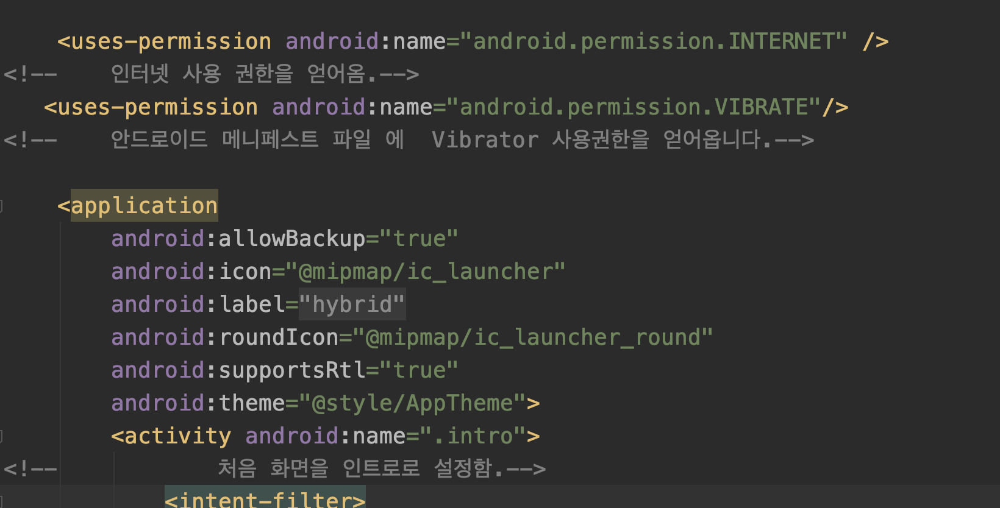 <uses-permission android:name="android.permission.INTERNET" />
<!--    인터넷 사용 권한을 얻어옴.-->
<uses-permission android:name="android.permission.VIBRATE"/>
<!--    안드로이드 메니페스트 파일 에  Vibrator 사용권한을 얻어옵니다.-->
<application
android:allowBackup="true"
android:icon="@mipmap/ic_launcher"
android:label="hybrid"
android:roundIcon="@mipmap/ic_launcher_round"
android:supportsRtl="true"
android:theme="@style/AppTheme">
<activity android:name=".intro">
<!--            처음 화면을 인트로로 설정함.-->
<intent-filter>